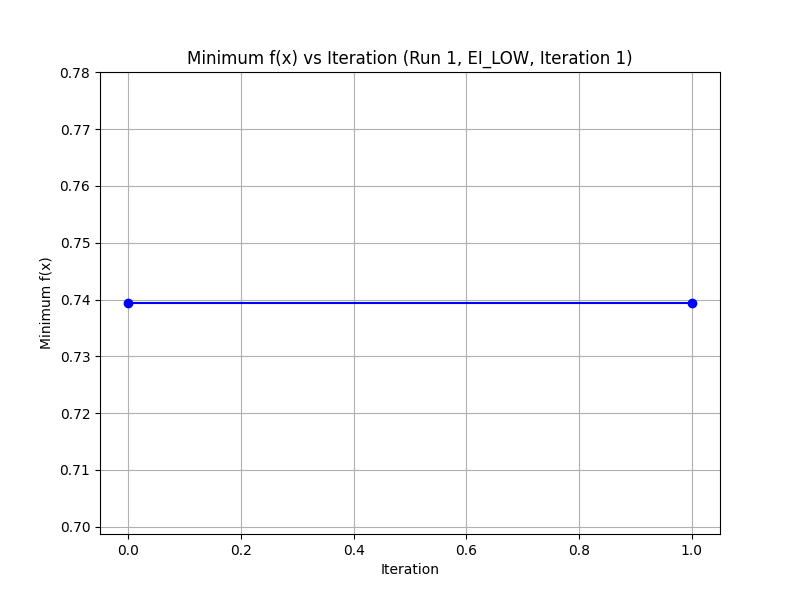 Minimum f(x) vs Iteration (Run 1, EI_LOW, Iteration 1)
0.78
0.77
0.76
0.75
0.74
0.73
0.72
0.71
0.70
Minimum f(x)
0.0 0.2 0.4 0.6 0.8 1.0
Iteration